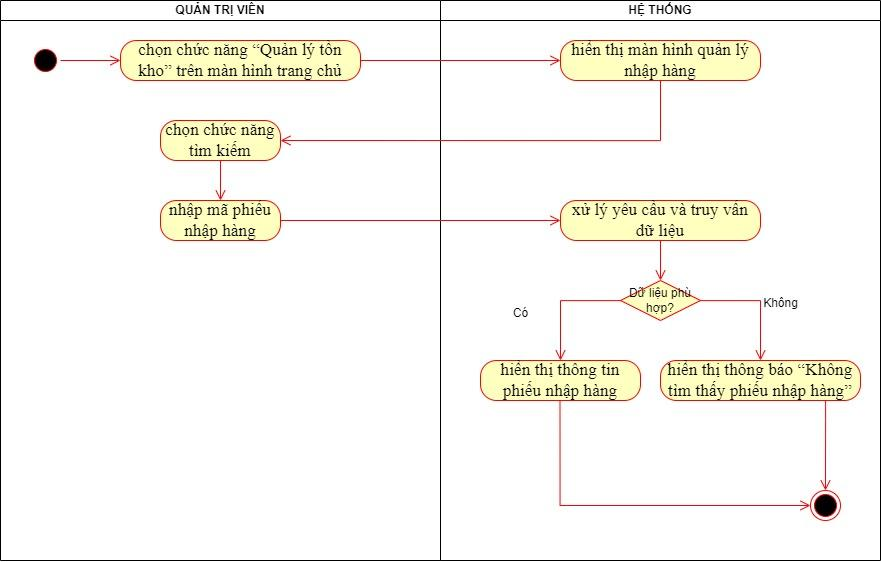 QUẢN TRỊ VIÊN
HỆ THỐNG
chọn chức năng “Quản lý tồn
kho” trên màn hình trang chủ
hiển thị màn hình quản lý
nhập hàng
chọn chức năng
tìm kiếm
nhập mã phiếu
nhập hàng
xử lý yêu cầu và truy vấn
dữ liệu
Dữ liệu phù
hợp?
Có
Không
hiển thị thông tin
phiếu nhập hàng
hiển thị thông báo “Không
tìm thấy phiếu nhập hàng”